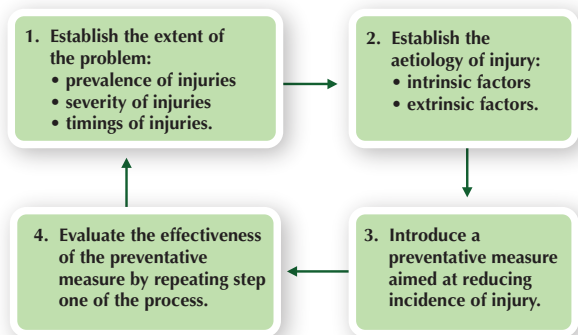 1. Establish the extent of
the problem:
• prevalence of injuries
• severity of injuries
• timings of injuries.
2. Establish the
aetiology of injury:
• intrinsic factors
• extrinsic factors.
3. Introduce a
preventative measure
aimed at reducing
incidence of injury.
4. Evaluate the effectiveness
of the preventative
measure by repeating step
one of the process.